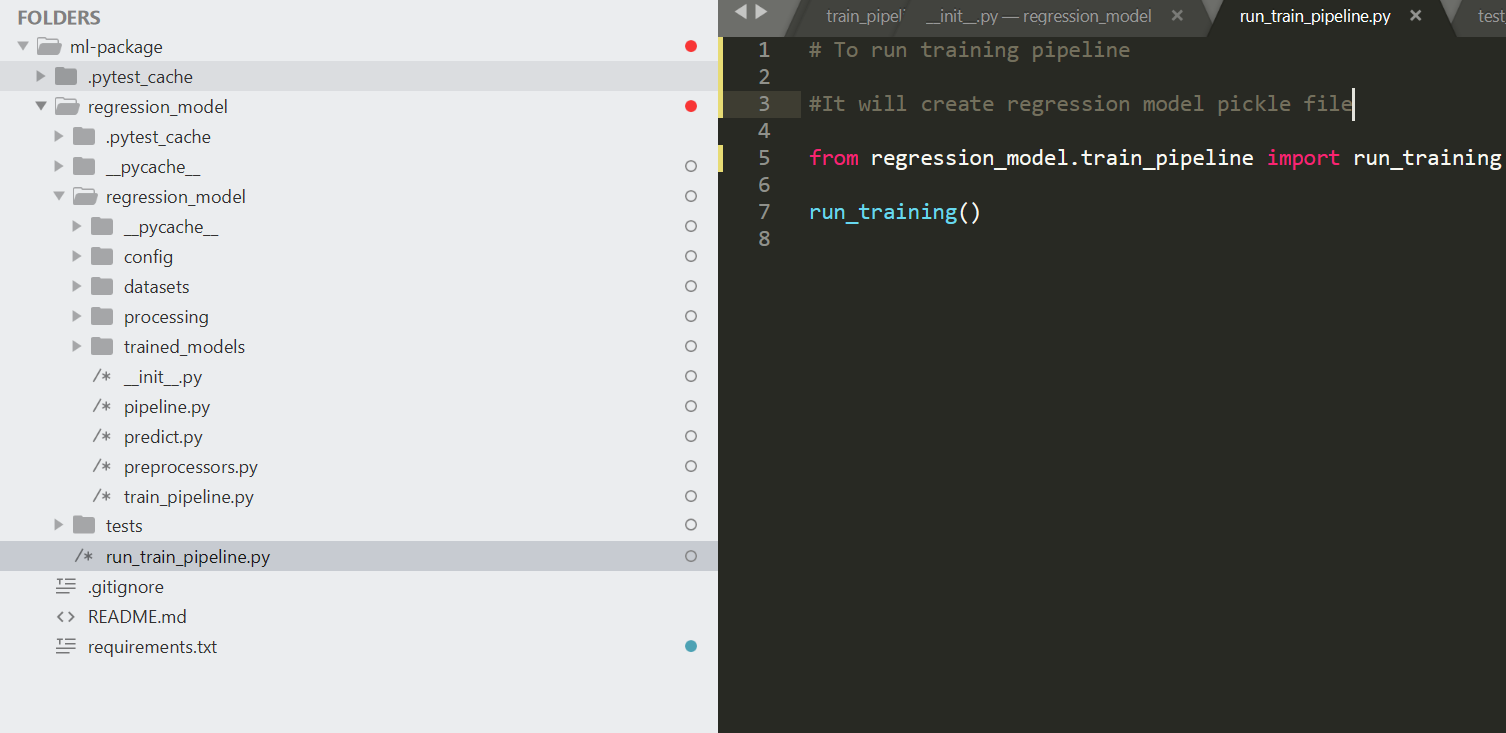 FOLDERS
ml-package
.pytest_cache
regression_model
.pytest_cache
__pycache__
regression_model
__pycache__
config
datasets
processing
trained_models
/* __init__.py
/* pipeline.py
/* predict.py
/* preprocessors.py
/* train_pipeline.py
tests
/* run_train_pipeline.py
.gitignore
<> README.md
requirements.txt
train_pipel __init__.py — regression_model × run_train_pipeline.py × test
1 # To run training pipeline
2
3 #It will create regression model pickle file
4
5 from regression_model.train_pipeline import run_training
6
7 run_training()
8